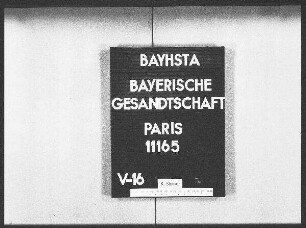 BAYHSTA
BAYERISCHE
GESANDTSCHAFT
PARIS
11165
V-16